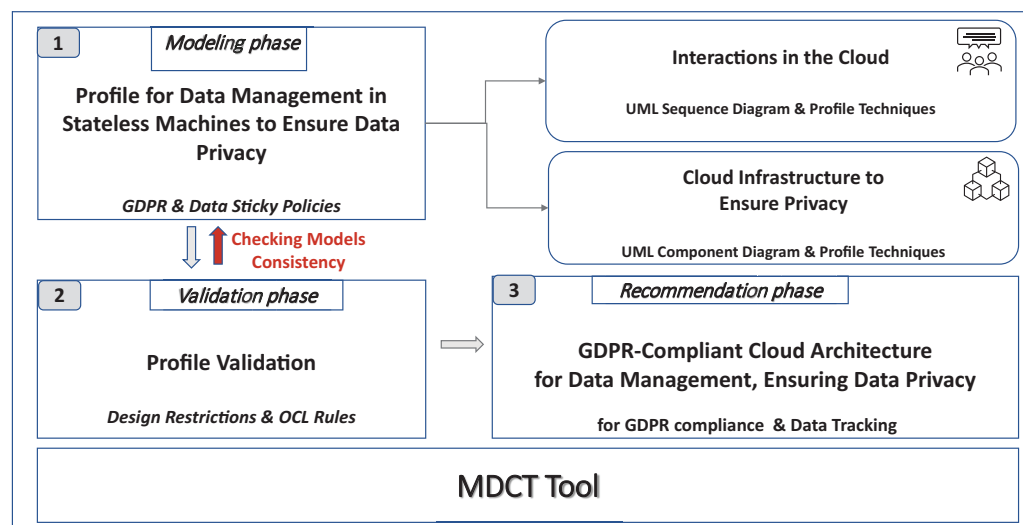 1
Modeling phase
Profile for Data Management in
Stateless Machines to Ensure Data
Privacy
GDPR & Data Sticky Policies
Interactions in the Cloud
UML Sequence Diagram & Profile Techniques
Cloud Infrastructure to
Ensure Privacy
UML Component Diagram & Profile Techniques
Checking Models
Consistency
2
Validation phase
Profile Validation
Design Restrictions & OCL Rules
3
Recommendation phase
GDPR-Compliant Cloud Architecture
for Data Management, Ensuring Data Privacy
for GDPR compliance & Data Tracking
MDCT Tool